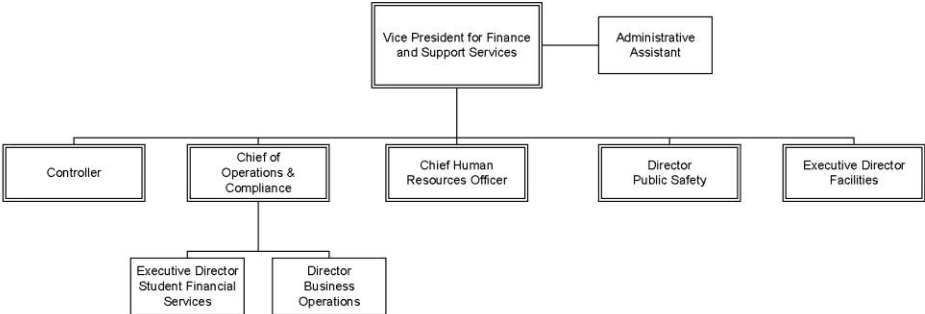 Vice President for Finance
and Support Services
Administrative
Assistant
Controller
Chief of
Operations &
Compliance
Chief Human
Resources Officer
Director
Public Safety
Executive Director
Facilities
Executive Director
Student Financial
Services
Director
Business
Operations